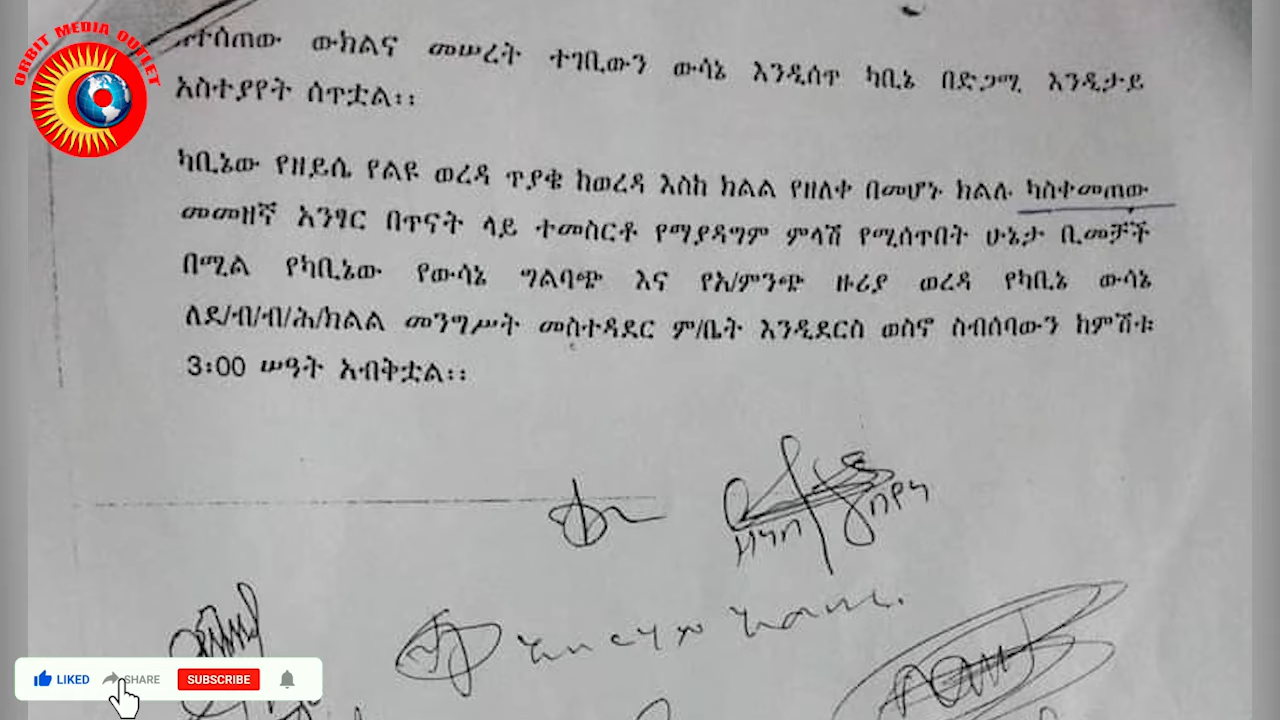 ORBIT MEDIA OUTLET
ውክልና መሠረት ተገቢውን ውሳኔ እንዲሰጥ ካቢኔ በድጋሚ እንዲታይ
አስተያየት ሰጥቷል፡፡
ካቢኔው የዘይሴ የልዩ ወረዳ ጥያቄ ከወረዳ እስከ ክልል የዘለቀ በመሆኑ ክልሉ ካስቀመጠው
መመዘኛ አንፃር በጥናት ላይ ተመስርቶ የማያዳግም ምላሽ የሚሰጥበት ሁኔታ ቢመቻች
በሚል የካቢኔው የውሳኔ ግልባጭ እና የአ/ምንጭ ዙሪያ ወረዳ የካቢኔ ውሳኔ
ለደ/ብ/ብ/ሕ/ክልል መንግሥት መስተዳደር ም/ቤት እንዲደርስ ወስኖ ስብሰባውን ከምሽቱ
3፡00 ሠዓት አብቅቷል፡፡
LIKED SHARE SUBSCRIBE